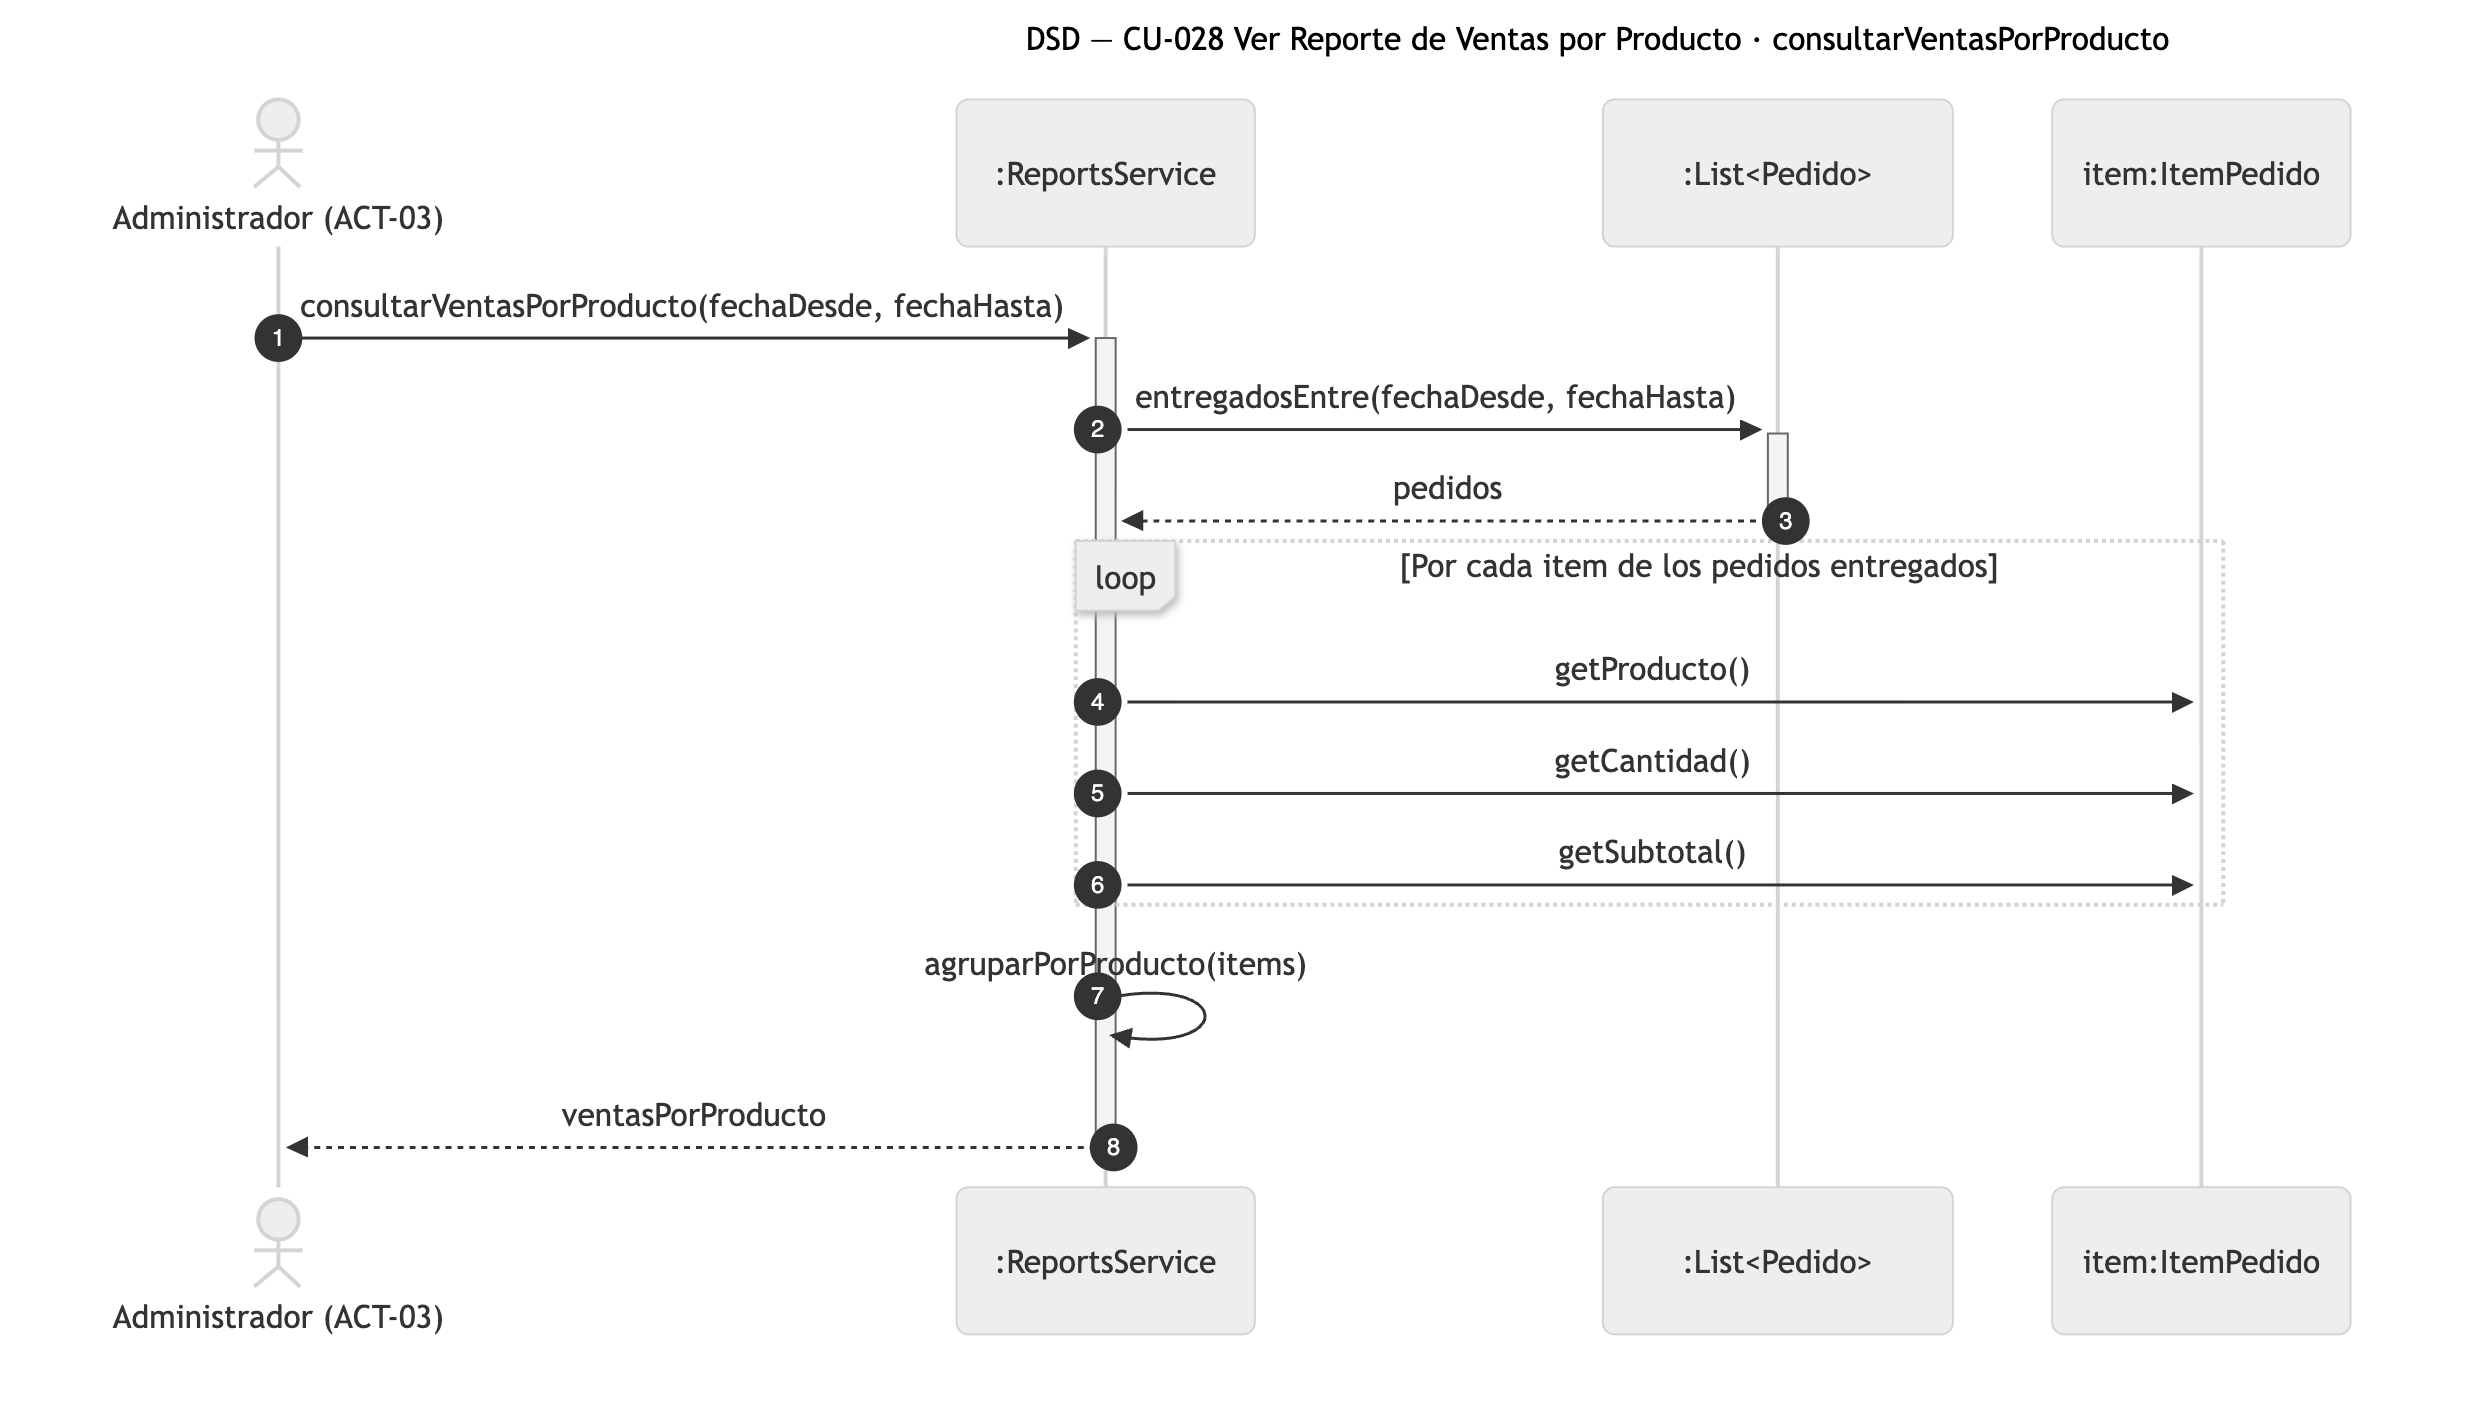 DSD — CU-028 Ver Reporte de Ventas por Producto · consultarVentasPorProducto
Administrador (ACT-03)
:ReportsService
:List<Pedido>
item:ItemPedido
consultarVentasPorProducto(fechaDesde, fechaHasta)
1
entregadosEntre(fechaDesde, fechaHasta)
2
pedidos
3
loop
[Por cada item de los pedidos entregados]
getProducto()
4
getCantidad()
5
getSubtotal()
6
agruparPorProducto(items)
7
ventasPorProducto
8
Administrador (ACT-03)
:ReportsService
:List<Pedido>
item:ItemPedido